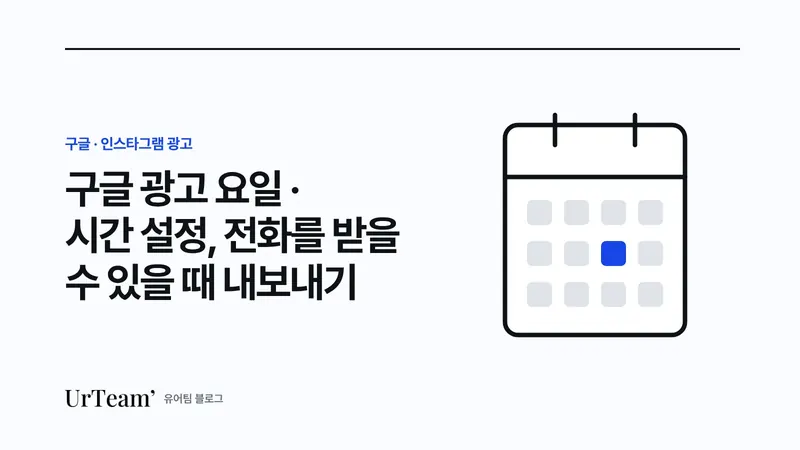 구글 · 인스타그램 광고
구글 광고 요일 ·
시간 설정, 전화를 받을
수 있을 때 내보내기
UrTeam’ 유어팀 블로그